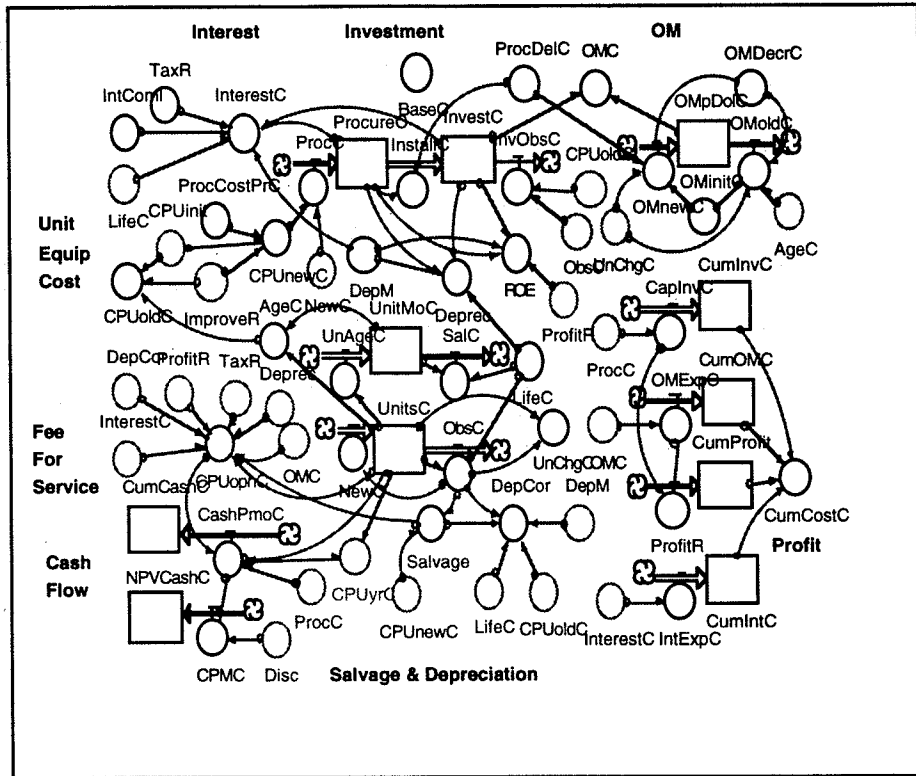 Interest
Investment
OM
TaxR
ProcDelC
OMC
OMDecrC
IntComl
InterestC
BaseC
InvestC
OMpDolC
ProcureC
OMoldC
ProcC
InstallC
InvObsC
CPUoldC
ProcCostPrC
OMinitC
LifeC
CPUinit
OMnewC
Unit
Equip
Cost
CPUnewC
DepM
ROE
ObsC
UnChgC
AgeC
CumInvC
CapInvC
CPUoldC
ImproveR
AgeC
NewC
UnitMoC
Deprec
ProfitR
UnAgeC
SalC
DepCor
ProfitR
TaxR
Deprec
LifeC
ProcC
OMExpC
CumOMC
InterestC
UnitsC
ObsC
Fee
For
Service
CumProfit
CumCashC
CPUophC
OMC
NewC
UnChgC
OMC
DepCor
DepM
CashPmoC
CumCostC
Cash
Flow
NPVCashC
Salvage
ProfitR
Profit
CPUyrC
ProcC
CPUnewC
LifeC
CPUoldC
InterestC
IntExpC
CumIntC
CPMC
Disc
Salvage & Depreciation